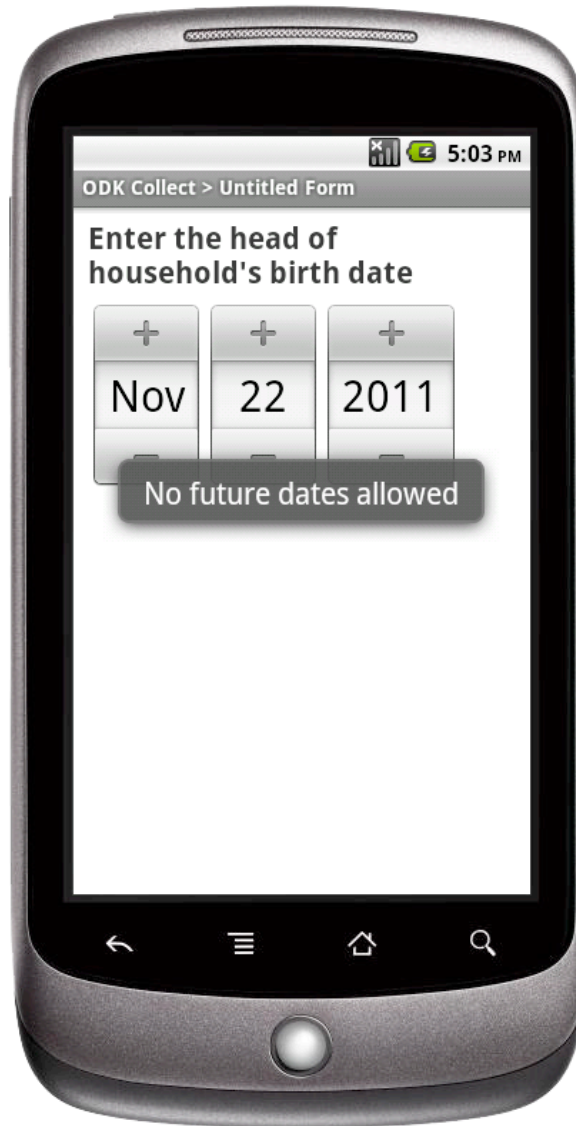 5:03 PM
ODK Collect > Untitled Form
Enter the head of
household's birth date
Nov 22 2011
No future dates allowed